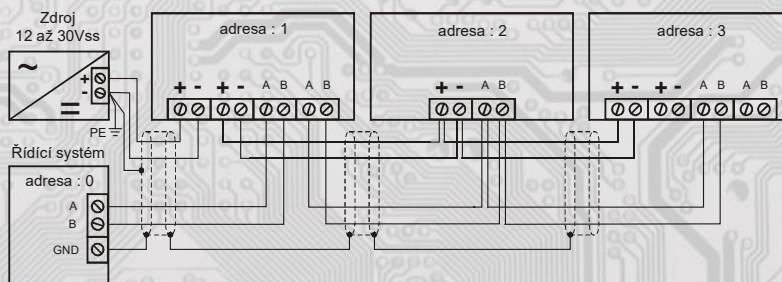 Zdroj
12 až 30Vss
+
-
PE
Řídící systém
adresa : 0
A
B
GND
adresa : 1
+ - + - A B A B
adresa : 2
+ - A B
adresa : 3
+ - + - A B A B